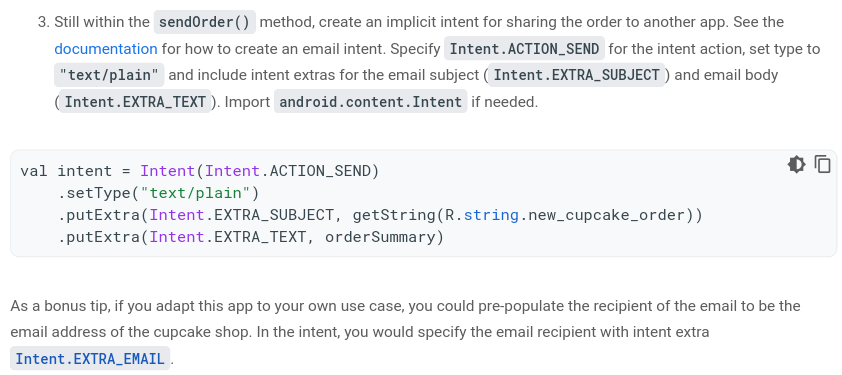 3. Still within the sendOrder() method, create an implicit intent for sharing the order to another app. See the
documentation for how to create an email intent. Specify Intent.ACTION_SEND for the intent action, set type to
"text/plain" and include intent extras for the email subject (Intent.EXTRA_SUBJECT) and email body
(Intent.EXTRA_TEXT). Import android.content.Intent if needed.
val intent = Intent(Intent.ACTION_SEND)
    .setType("text/plain")
    .putExtra(Intent.EXTRA_SUBJECT, getString(R.string.new_cupcake_order))
    .putExtra(Intent.EXTRA_TEXT, orderSummary)
As a bonus tip, if you adapt this app to your own use case, you could pre-populate the recipient of the email to be the
email address of the cupcake shop. In the intent, you would specify the email recipient with intent extra
Intent.EXTRA_EMAIL.